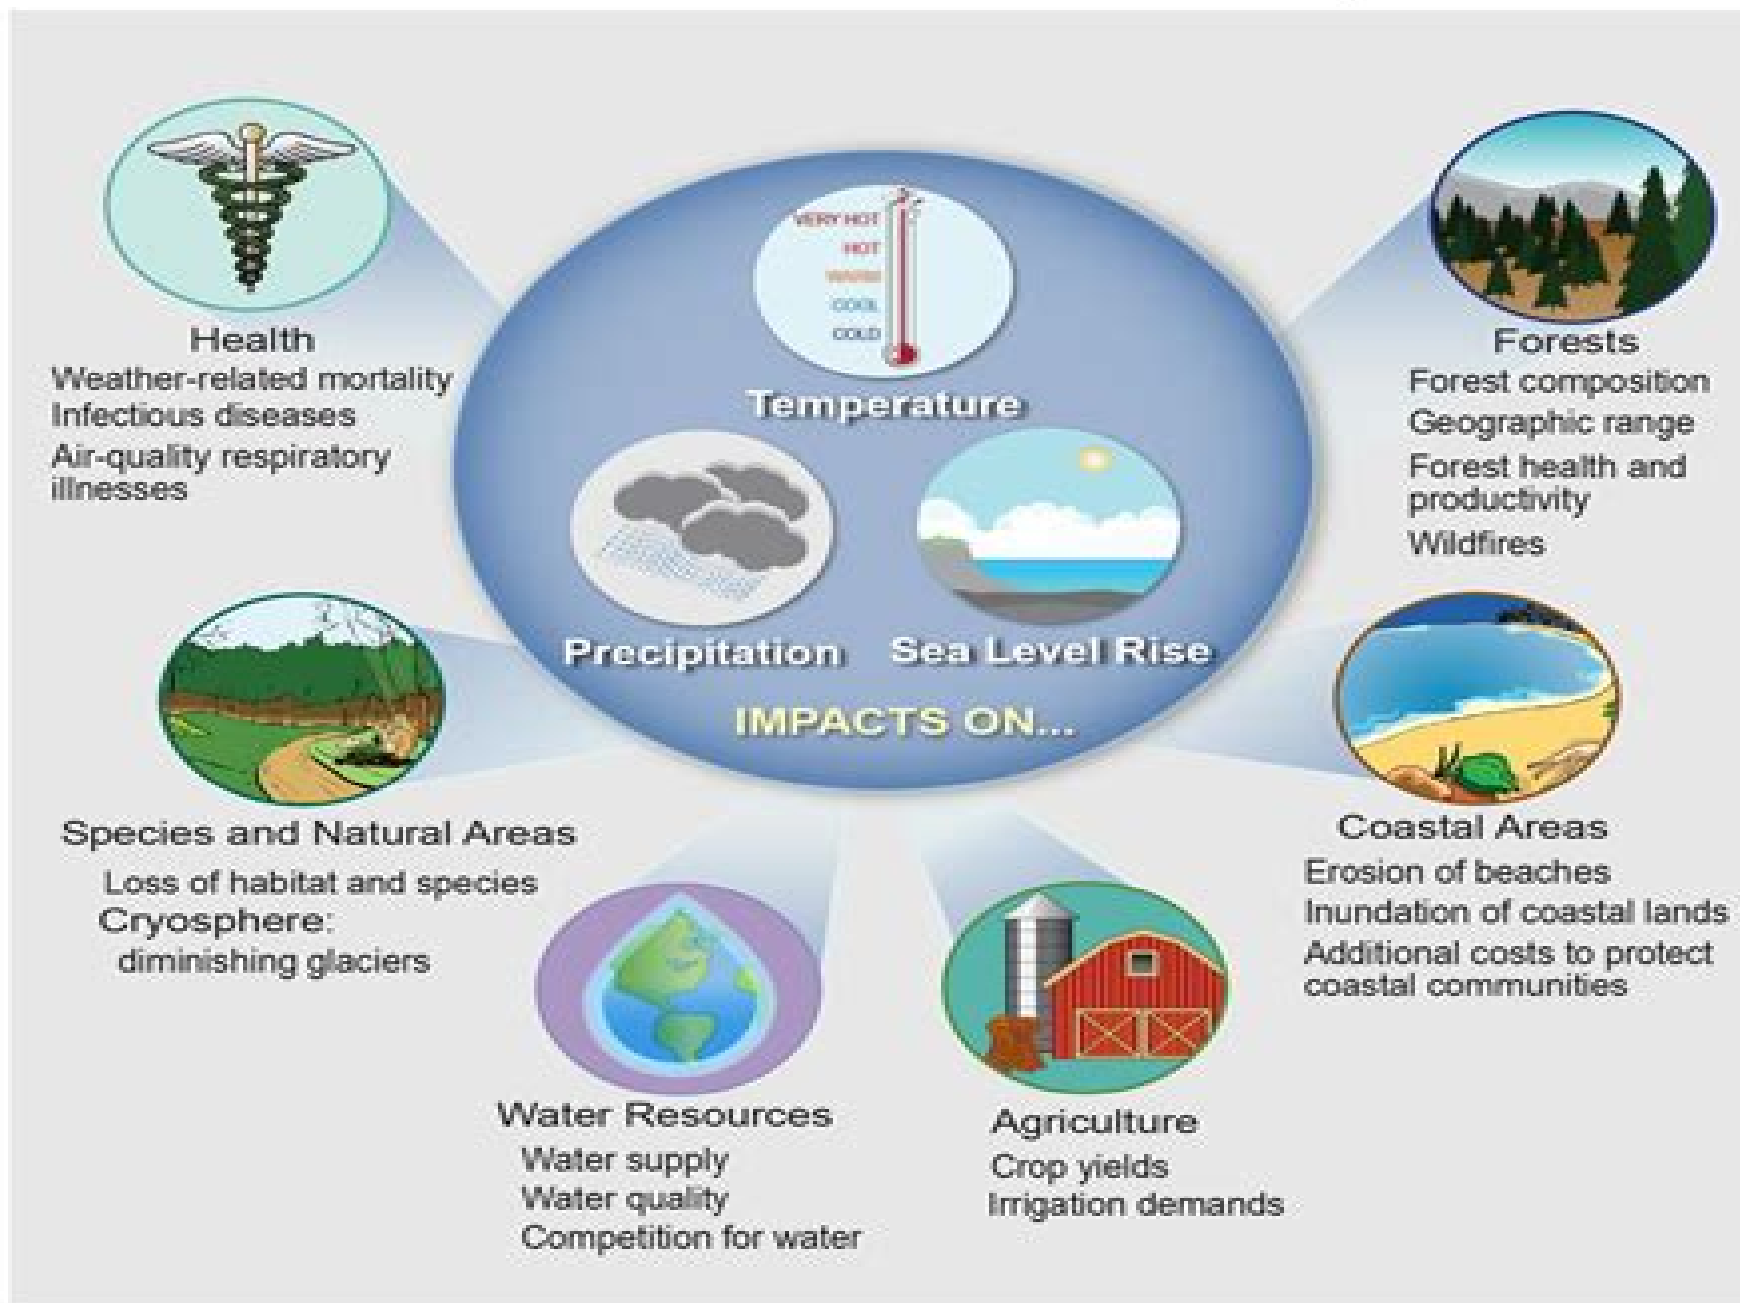 VERY HOT
HOT
WARM
COOL
COLD
Temperature
Precipitation
Sea Level Rise
IMPACTS ON...
Health
Weather-related mortality
Infectious diseases
Air-quality respiratory
illnesses
Species and Natural Areas
Loss of habitat and species
Cryosphere:
diminishing glaciers
Water Resources
Water supply
Water quality
Competition for water
Agriculture
Crop yields
Irrigation demands
Coastal Areas
Erosion of beaches
Inundation of coastal lands
Additional costs to protect
coastal communities
Forests
Forest composition
Geographic range
Forest health and
productivity
Wildfires